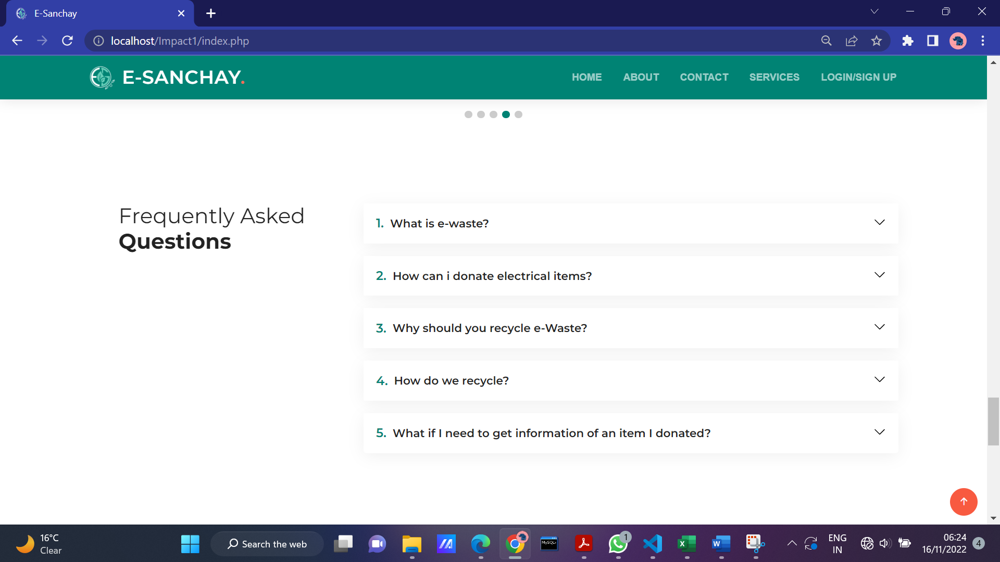 E-Sanchay
localhost/Impact1/index.php
E-SANCHAY.
HOME ABOUT CONTACT SERVICES LOGIN/SIGN UP
Frequently Asked
Questions
1. What is e-waste?
2. How can i donate electrical items?
3. Why should you recycle e-Waste?
4. How do we recycle?
5. What if I need to get information of an item I donated?
16°C
Clear
Search the web
MySQL>
1
X
W
ENG
IN
06:24
16/11/2022
4